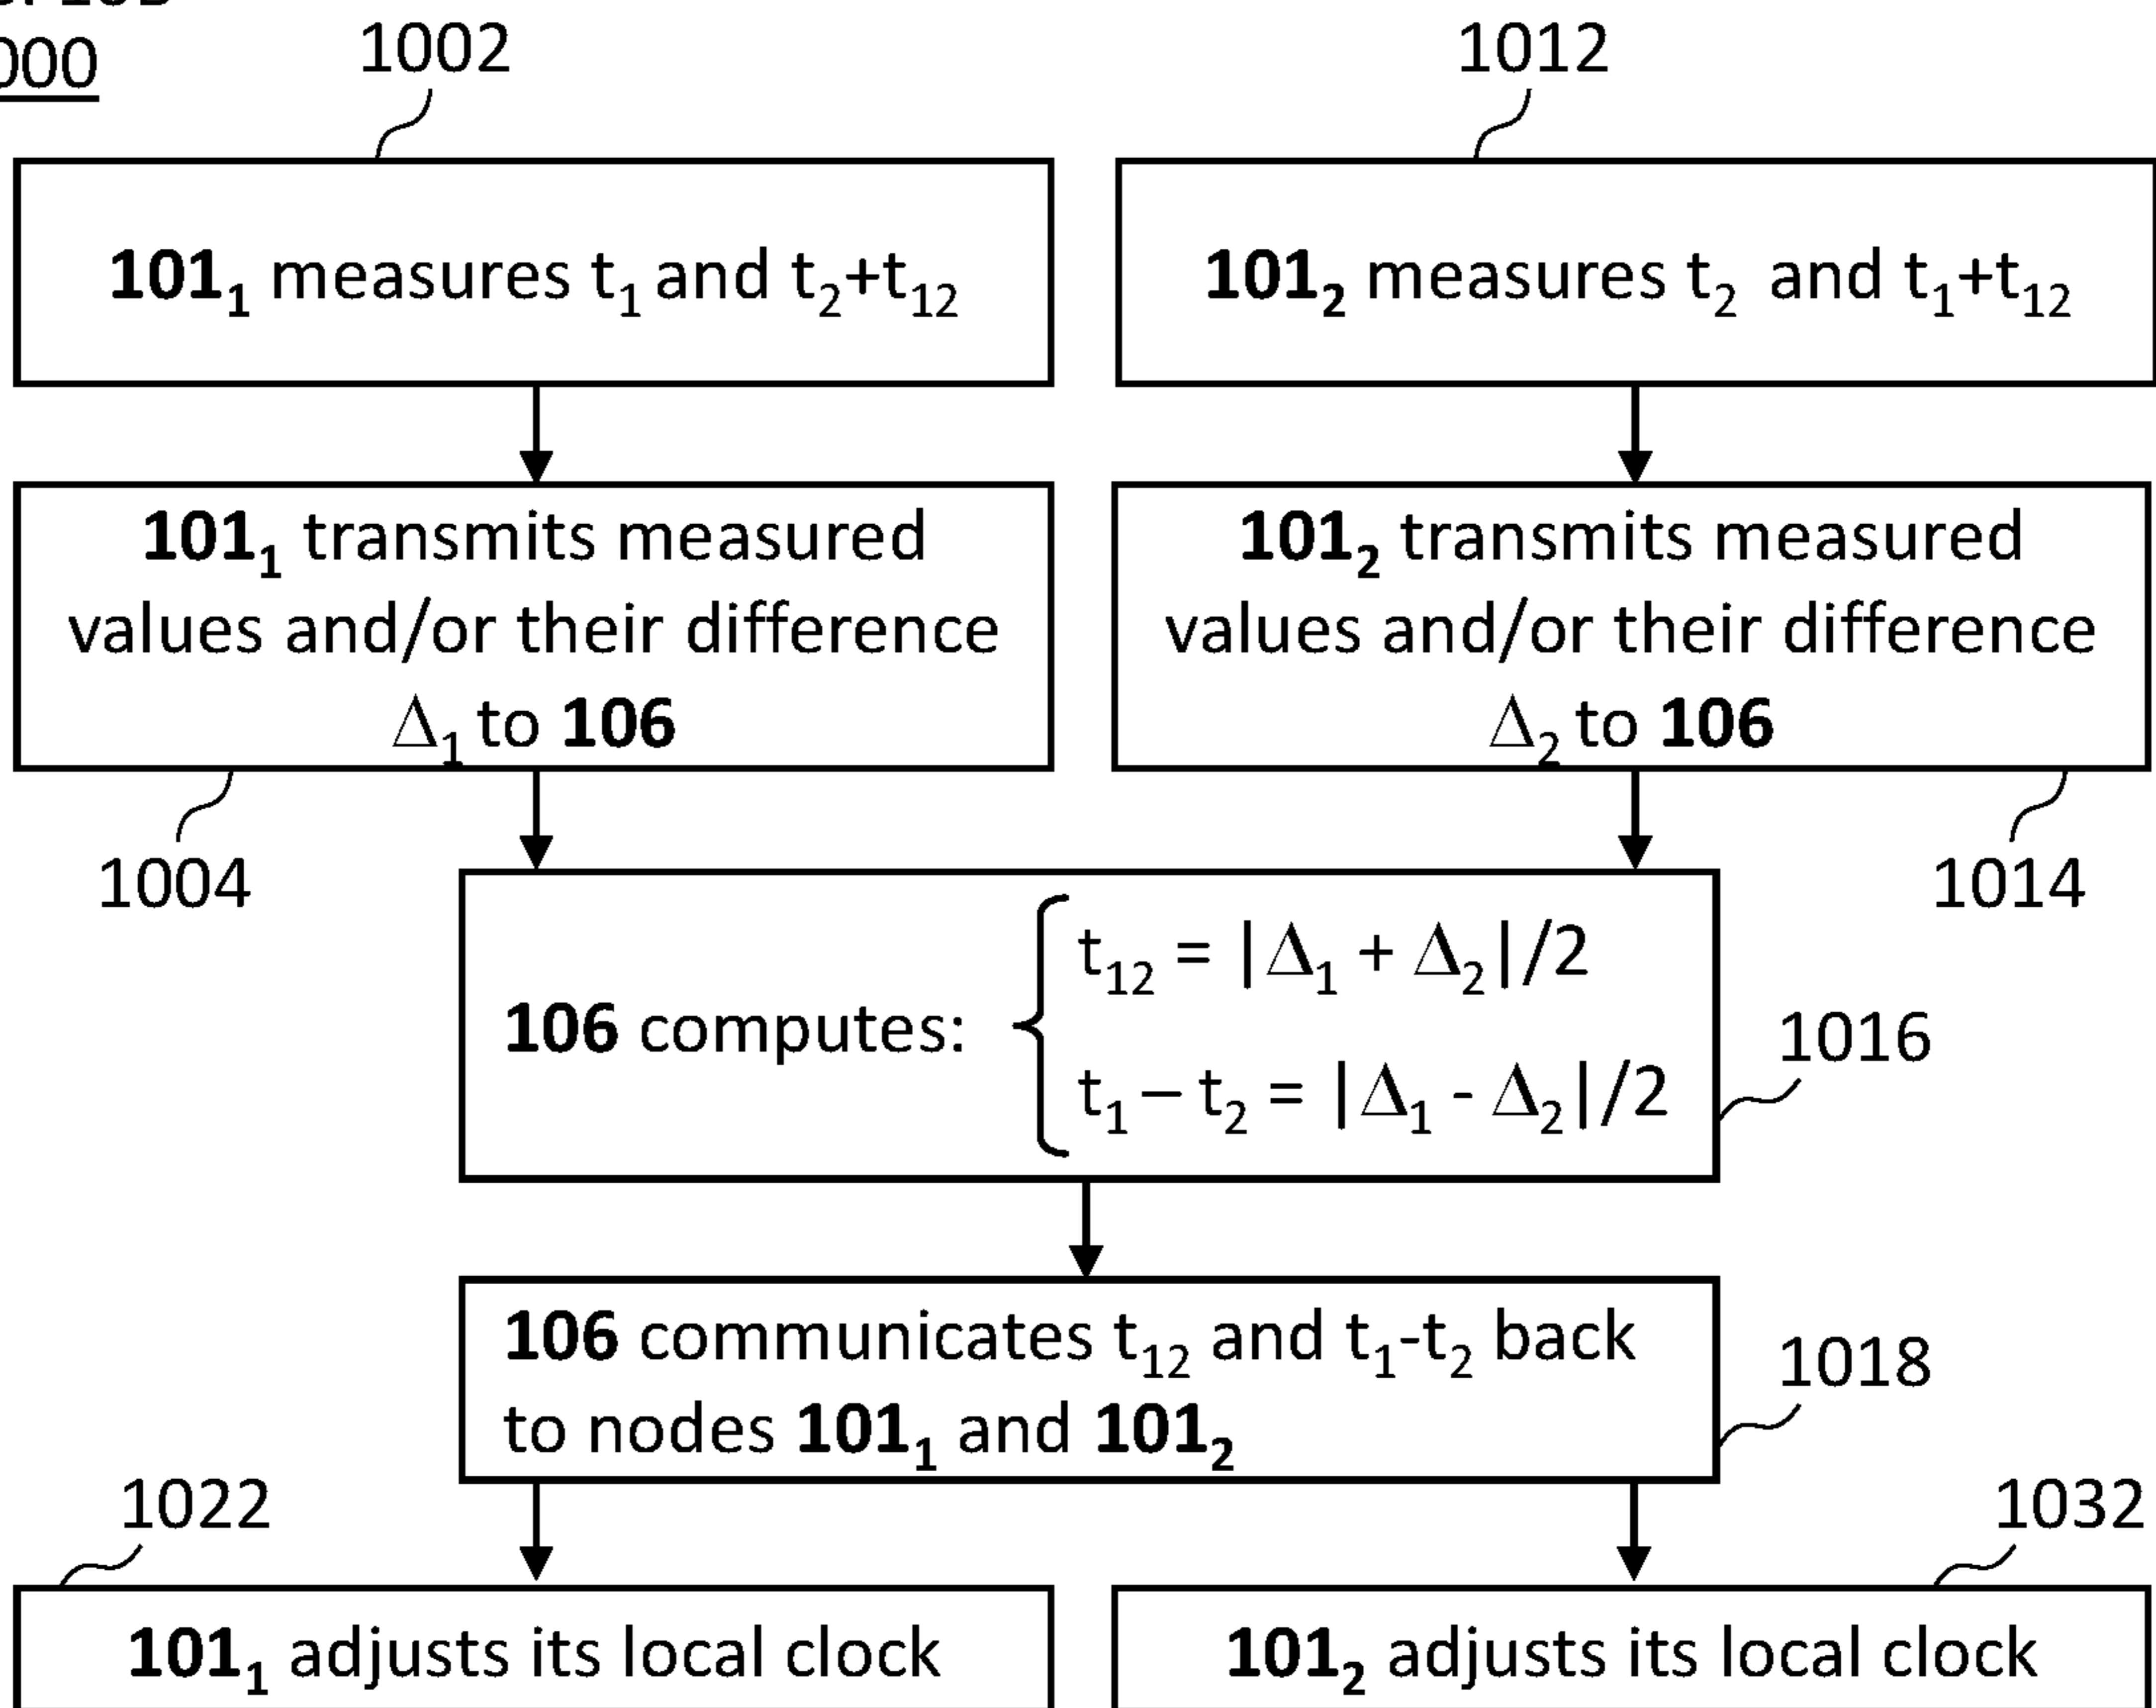 000
1002
1012
101₁ measures t₁ and t₂+t₁₂
101₂ measures t₂ and t₁+t₁₂
101₁ transmits measured
values and/or their difference
Δ₁ to 106
101₂ transmits measured
values and/or their difference
Δ₂ to 106
1004
1014
106 computes:
t₁₂ = |Δ₁ + Δ₂|/2
t₁ – t₂ = |Δ₁ - Δ₂|/2
1016
106 communicates t₁₂ and t₁-t₂ back
to nodes 101₁ and 101₂
1018
1022
1032
101₁ adjusts its local clock
101₂ adjusts its local clock